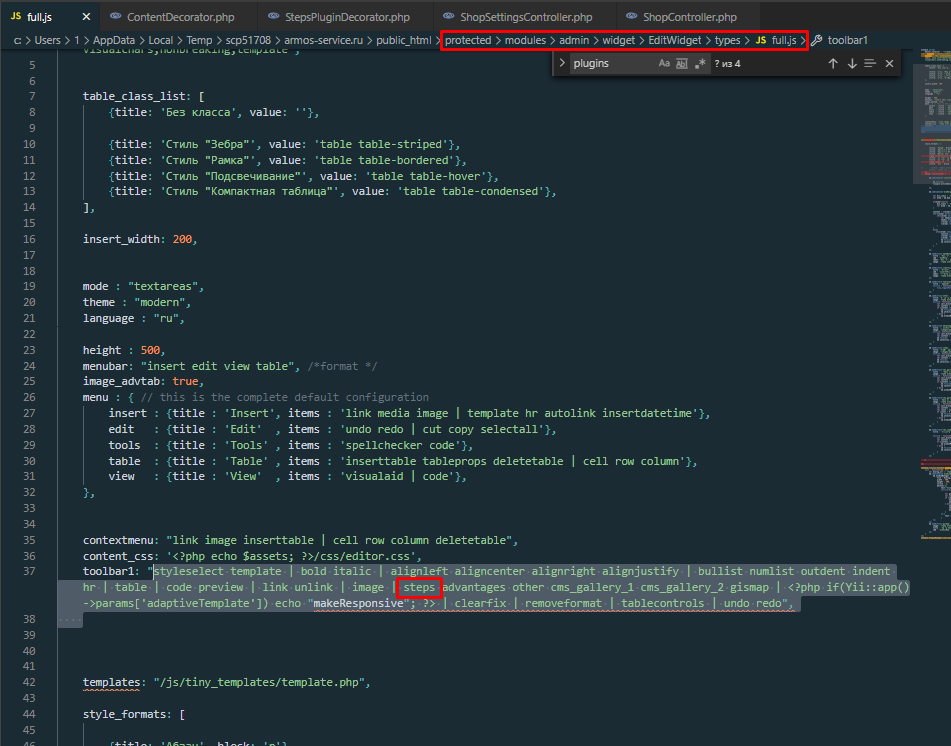 JS full.js × ContentDecorator.php StepsPluginDecorator.php ShopSettingsController.php ShopController.php
c: > Users > 1 > AppData > Local > Temp > scp51708 > armos-service.ru > public_html > protected > modules > admin > widget > EditWidget > types > JS full.js > toolbar1
visualchars,nonbreaking,template",
> plugins Aa Ab| .* ? из 4
5
6
7 table_class_list: [
8 {title: 'Без класса', value: ''},
9
10 {title: 'Стиль "Зебра"', value: 'table table-striped'},
11 {title: 'Стиль "Рамка"', value: 'table table-bordered'},
12 {title: 'Стиль "Подсвечивание"', value: 'table table-hover'},
13 {title: 'Стиль "Компактная таблица"', value: 'table table-condensed'},
14 ],
15
16 insert_width: 200,
17
18
19 mode : "textareas",
20 theme : "modern",
21 language : "ru",
22
23 height : 500,
24 menubar: "insert edit view table", /*format */
25 image_advtab: true,
26 menu : { // this is the complete default configuration
27 insert : {title : 'Insert', items : 'link media image | template hr autolink insertdatetime'},
28 edit : {title : 'Edit' , items : 'undo redo | cut copy selectall'},
29 tools : {title : 'Tools' , items : 'spellchecker code'},
30 table : {title : 'Table' , items : 'inserttable tableprops deletetable | cell row column'},
31 view : {title : 'View' , items : 'visualaid | code'},
32 },
33
34
35 contextmenu: "link image inserttable | cell row column deletetable",
36 content_css: '<?php echo $assets; ?>/css/editor.css',
37 toolbar1: "styleselect template | bold italic | alignleft aligncenter alignright alignjustify | bullist numlist outdent indent
hr | table | code preview | link unlink | image | steps advantages other cms_gallery_1 cms_gallery_2 gismap | <?php if(Yii::app()
->params['adaptiveTemplate']) echo "makeResponsive"; ?> | clearfix | removeformat | tablecontrols | undo redo",
38
39
40
41
42 templates: "/js/tiny_templates/template.php",
43
44 style_formats: [
45
46 {title: 'Абзац', block: 'p'},